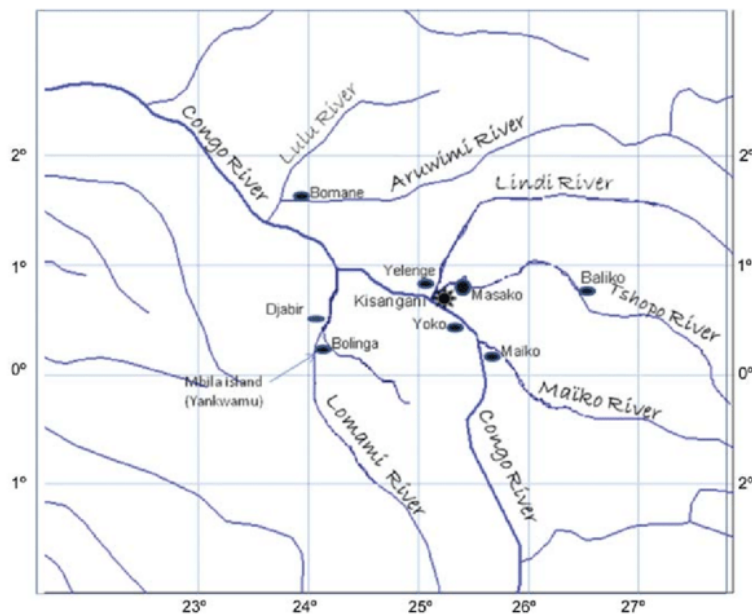 Congo River
Lulu River
Aruwimi River
Lindi River
2°
2°
Bomane
Yelenge
Kisangani
Masako
Baliko
Tshopo River
1°
1°
Djabir
Yoko
Bolinga
Maiko
Mbila island
(Yankwamu)
0°
0°
Maïko River
Lomami River
Congo River
1°
2°
23°
24°
25°
26°
27°